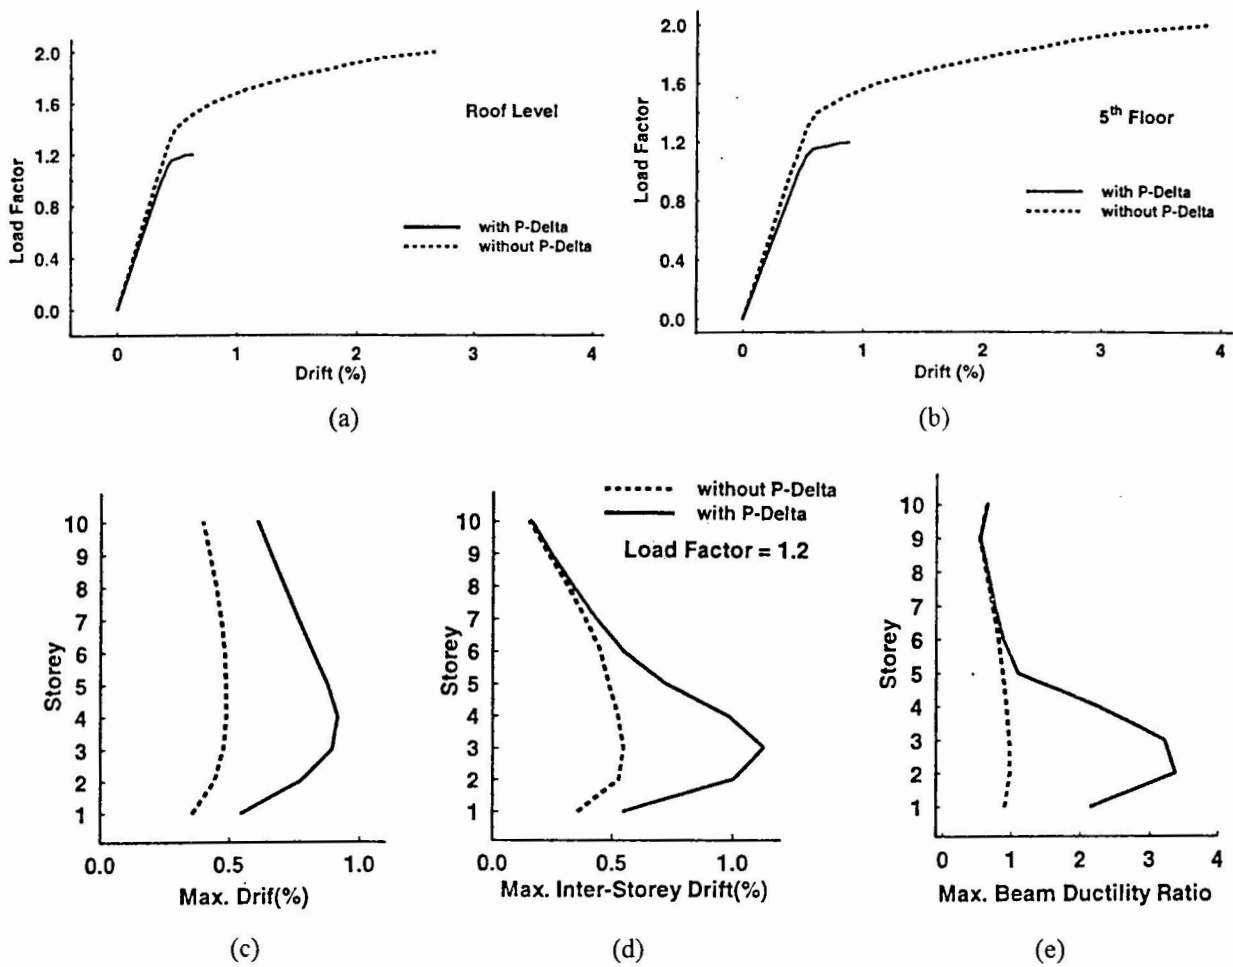 2.0
1.6
1.2
0.8
0.4
0.0
Load Factor
Roof Level
with P-Delta
without P-Delta
0 1 2 3 4
Drift (%)
(a)
2.0
1.6
1.2
0.8
0.4
0.0
Load Factor
5th Floor
with P-Delta
without P-Delta
0 1 2 3 4
Drift (%)
(b)
10
9
8
7
6
5
4
3
2
1
Storey
0.0 0.5 1.0
Max. Drif(%)
(c)
without P-Delta
with P-Delta
Load Factor = 1.2
10
9
8
7
6
5
4
3
2
1
Storey
0.0 0.5 1.0
Max. Inter-Storey Drift(%)
(d)
10
9
8
7
6
5
4
3
2
1
Storey
0 1 2 3 4
Max. Beam Ductility Ratio
(e)